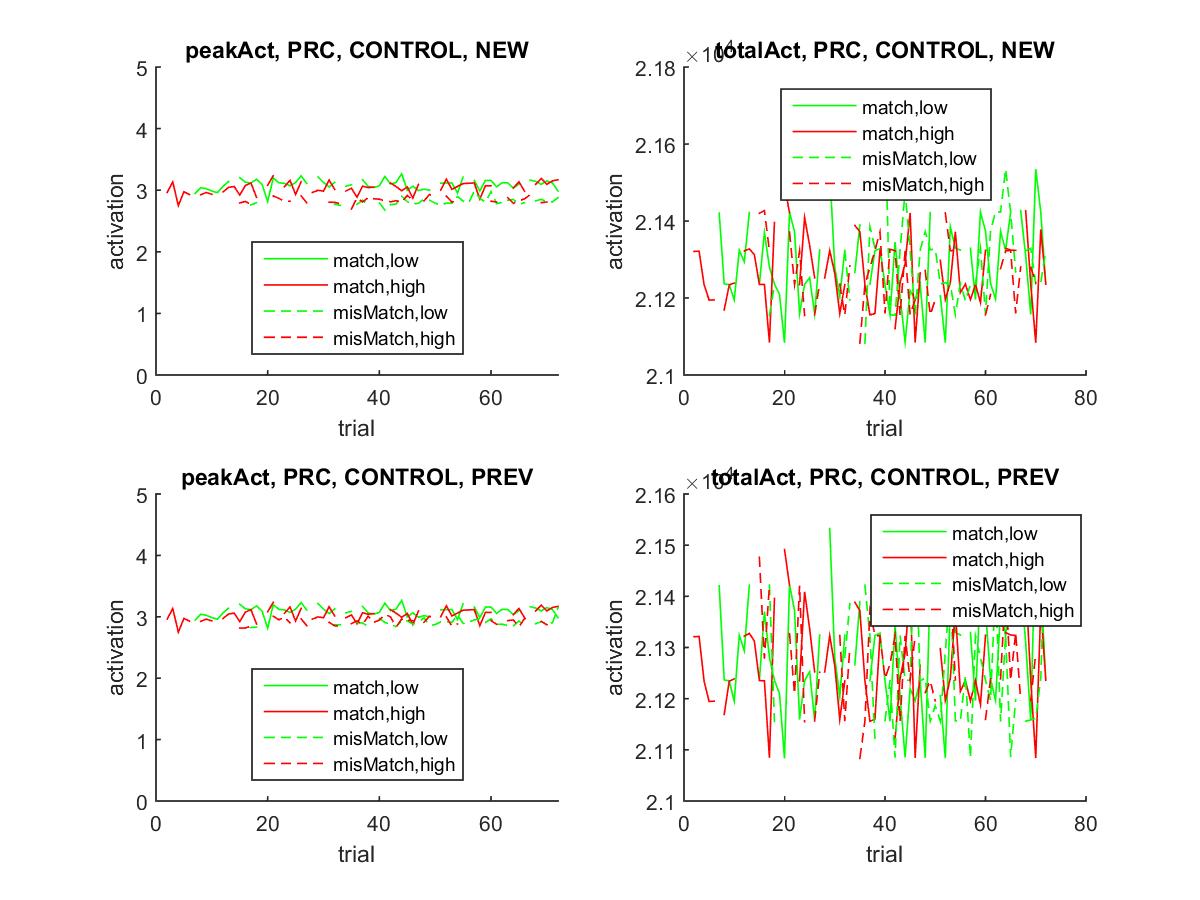 peakAct, PRC, CONTROL, NEW
5
4
3
2
1
0
activation
match,low
match,high
misMatch,low
misMatch,high
0 20 40 60
trial
×10⁴
totalAct, PRC, CONTROL, NEW
2.18
2.16
2.14
2.12
2.1
activation
match,low
match,high
misMatch,low
misMatch,high
0 20 40 60 80
trial
peakAct, PRC, CONTROL, PREV
5
4
3
2
1
0
activation
match,low
match,high
misMatch,low
misMatch,high
0 20 40 60
trial
×10⁴
totalAct, PRC, CONTROL, PREV
2.16
2.15
2.14
2.13
2.12
2.11
2.1
activation
match,low
match,high
misMatch,low
misMatch,high
0 20 40 60 80
trial